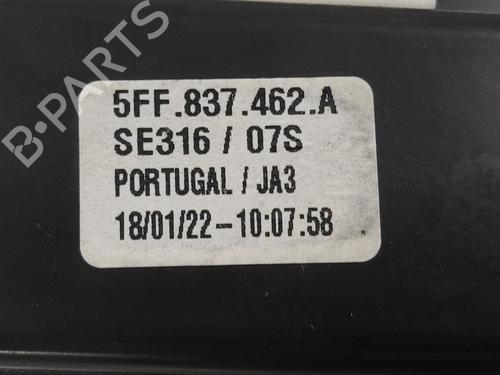 B-PARTS
5FF.837.462.A
SE316 / 07S
PORTUGAL / JA3
18/01/22-10:07:58